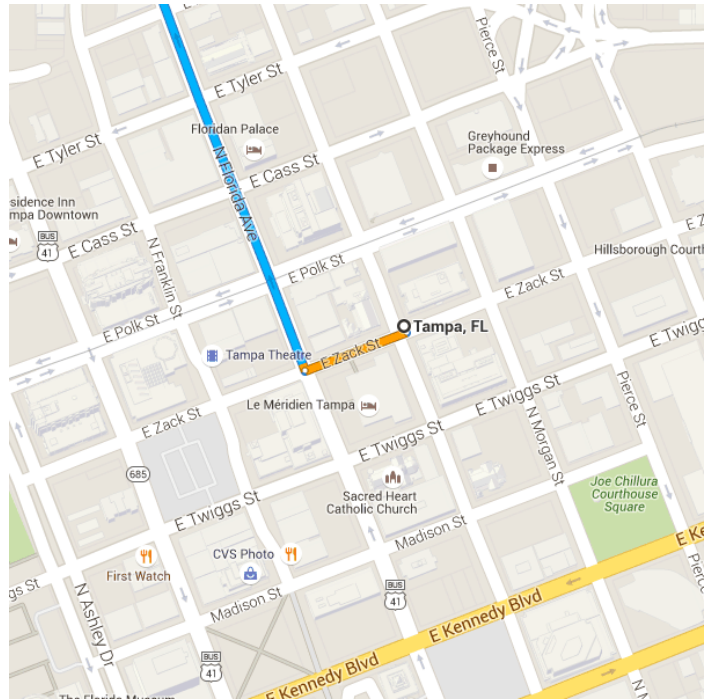 Pierce St
E Tyler St
Floridan Palace
E Tyler St
Greyhound
Package Express
E Cass St
N Florida Ave
esidence Inn
mpa Downtown
BUS
41
E Cass St
N Franklin St
E Za
Hillsborough Courth
E Polk St
E Zack St
E Polk St
Tampa, FL
E Twiggs
Tampa Theatre
E Zack St
Pierce St
Le Méridien Tampa
E Twiggs St
E Zack St
E Twiggs St
N Morgan St
685
Joe Chillura
Courthouse
Square
Sacred Heart
Catholic Church
E Twiggs St
Madison St
E Ke
CVS Photo
First Watch
gs St
N Ashley Dr
Madison St
BUS
41
Pierce
E Kennedy Blvd
BUS
41
E Kennedy Blvd
N M
The Florida Museum